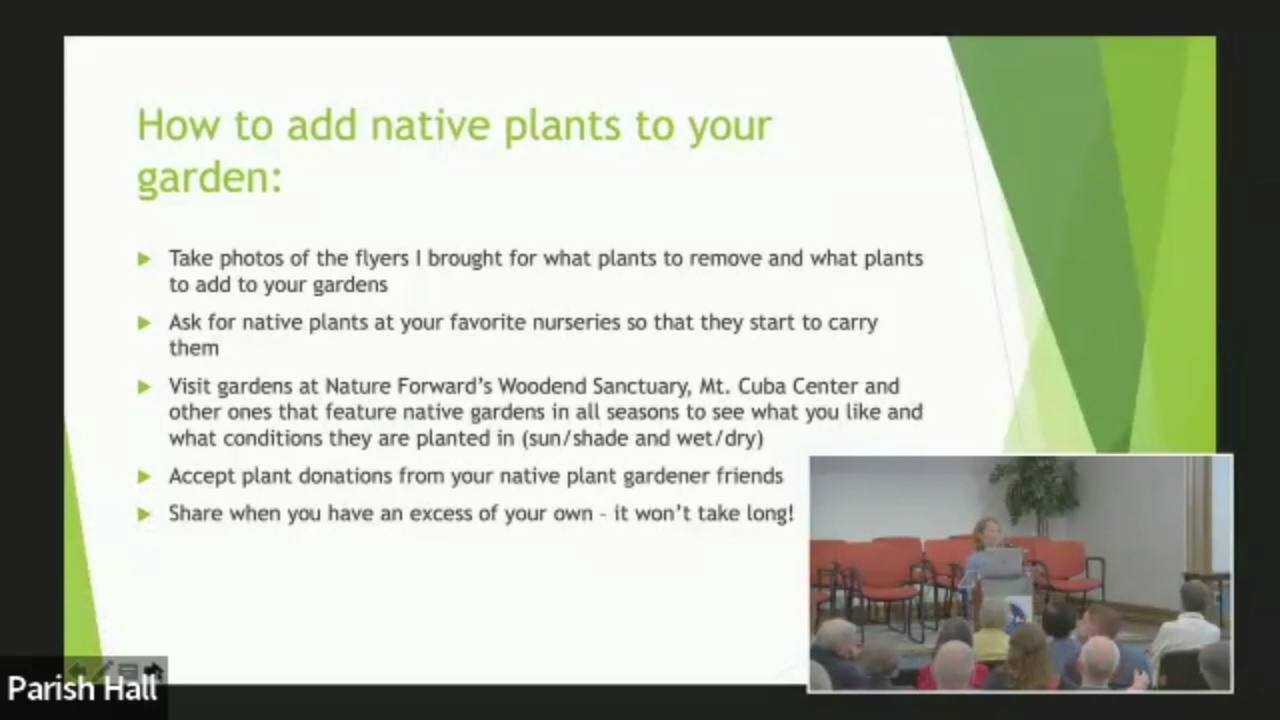 How to add native plants to your
garden:
Take photos of the flyers I brought for what plants to remove and what plants
to add to your gardens
Ask for native plants at your favorite nurseries so that they start to carry
them
Visit gardens at Nature Forward's Woodend Sanctuary, Mt. Cuba Center and
other ones that feature native gardens in all seasons to see what you like and
what conditions they are planted in (sun/shade and wet/dry)
Accept plant donations from your native plant gardener friends
Share when you have an excess of your own – it won't take long!
Parish Hall